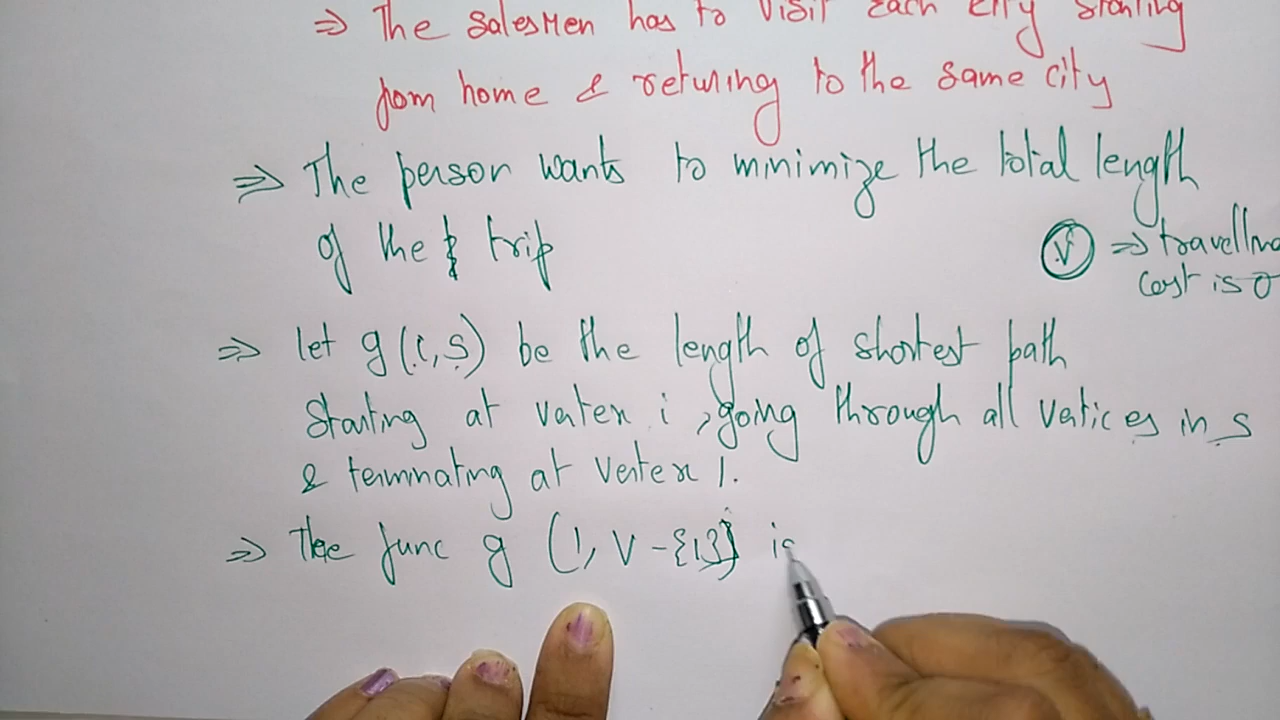 ⇒ The salesmen has to visit each city starting
from home & returing to the same city
⇒ The person wants to minimize the total length
of the trip
(V) ⇒ travelling
cost is 0
⇒ let g(i,S) be the length of shortest path
starting at vertex i, going through all vertices in s
& terminating at vertex 1.
⇒ The func g (1, V-{1}) is